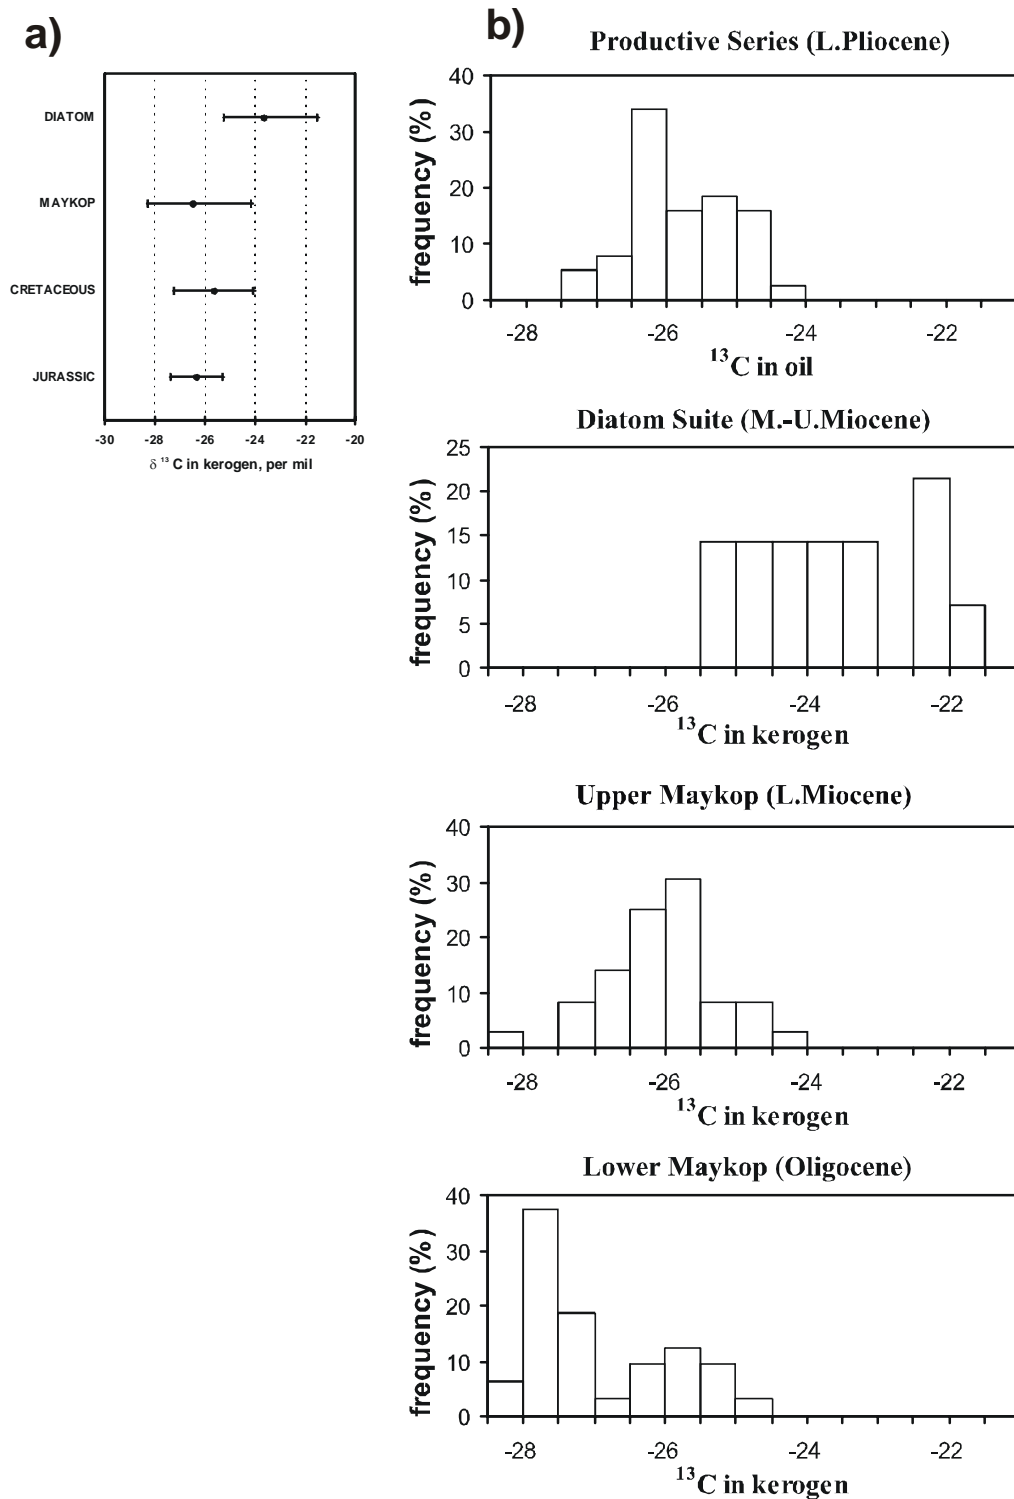 a)
DIATOM
MAYKOP
CRETACEOUS
JURASSIC
-30 -28 -26 -24 -22 -20
δ ¹³ C in kerogen, per mil
b)
Productive Series (L.Pliocene)
frequency (%)
40
30
20
10
0
-28 -26 -24 -22
¹³C in oil
Diatom Suite (M.-U.Miocene)
frequency (%)
25
20
15
10
5
0
-28 -26 -24 -22
¹³C in kerogen
Upper Maykop (L.Miocene)
frequency (%)
40
30
20
10
0
-28 -26 -24 -22
¹³C in kerogen
Lower Maykop (Oligocene)
frequency (%)
40
30
20
10
0
-28 -26 -24 -22
¹³C in kerogen